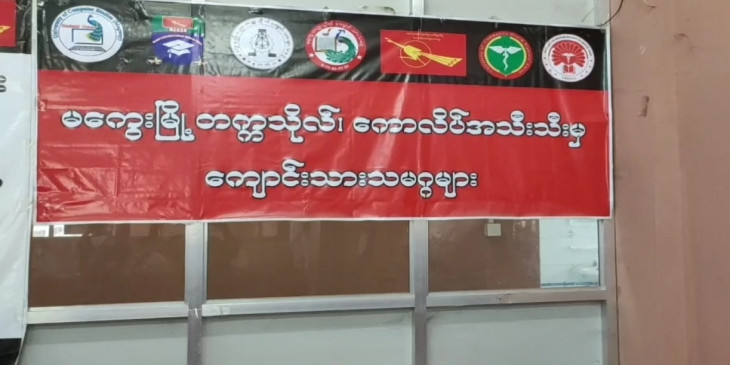 မကွေးမြို့ တက္ကသိုလ်၊ ကောလိပ်အသီးသီးမှ
ကျောင်းသားသမဂ္ဂများ